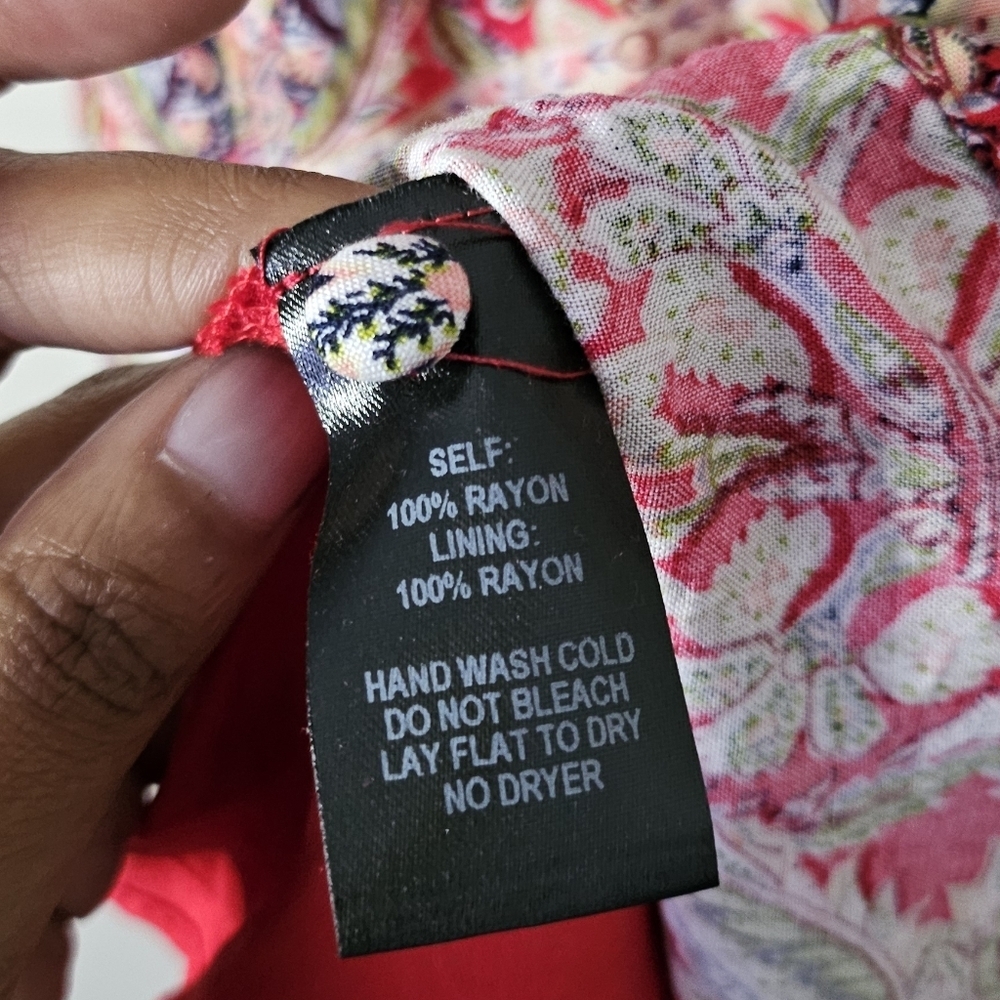 SELF:
100% RAYON
LINING:
100% RAYON
HAND WASH COLD
DO NOT BLEACH
LAY FLAT TO DRY
NO DRYER